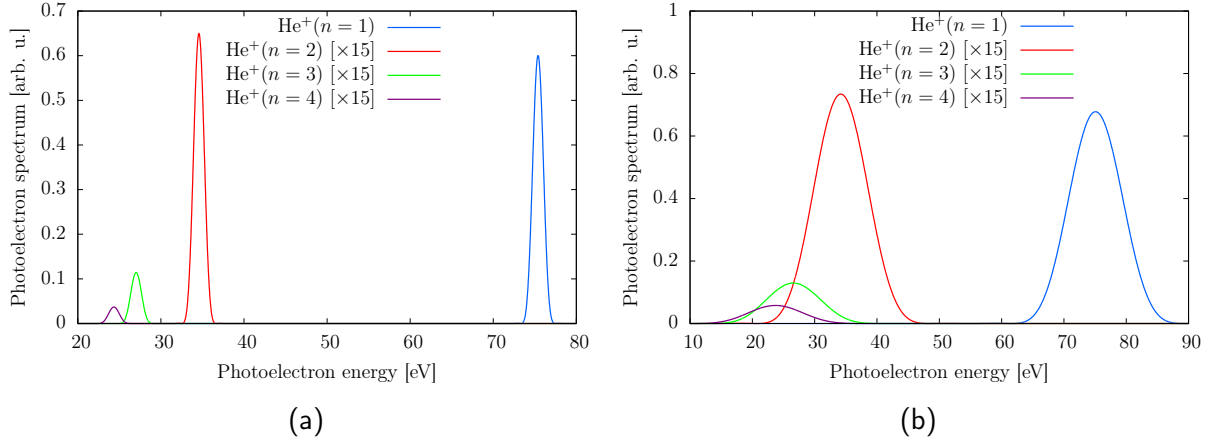 Photoelectron spectrum [arb. u.]
0.7
0.6
0.5
0.4
0.3
0.2
0.1
0
He⁺(n = 1)
He⁺(n = 2) [×15]
He⁺(n = 3) [×15]
He⁺(n = 4) [×15]
20 30 40 50 60 70 80
Photoelectron energy [eV]
(a)
Photoelectron spectrum [arb. u.]
1
0.8
0.6
0.4
0.2
0
He⁺(n = 1)
He⁺(n = 2) [×15]
He⁺(n = 3) [×15]
He⁺(n = 4) [×15]
10 20 30 40 50 60 70 80 90
Photoelectron energy [eV]
(b)